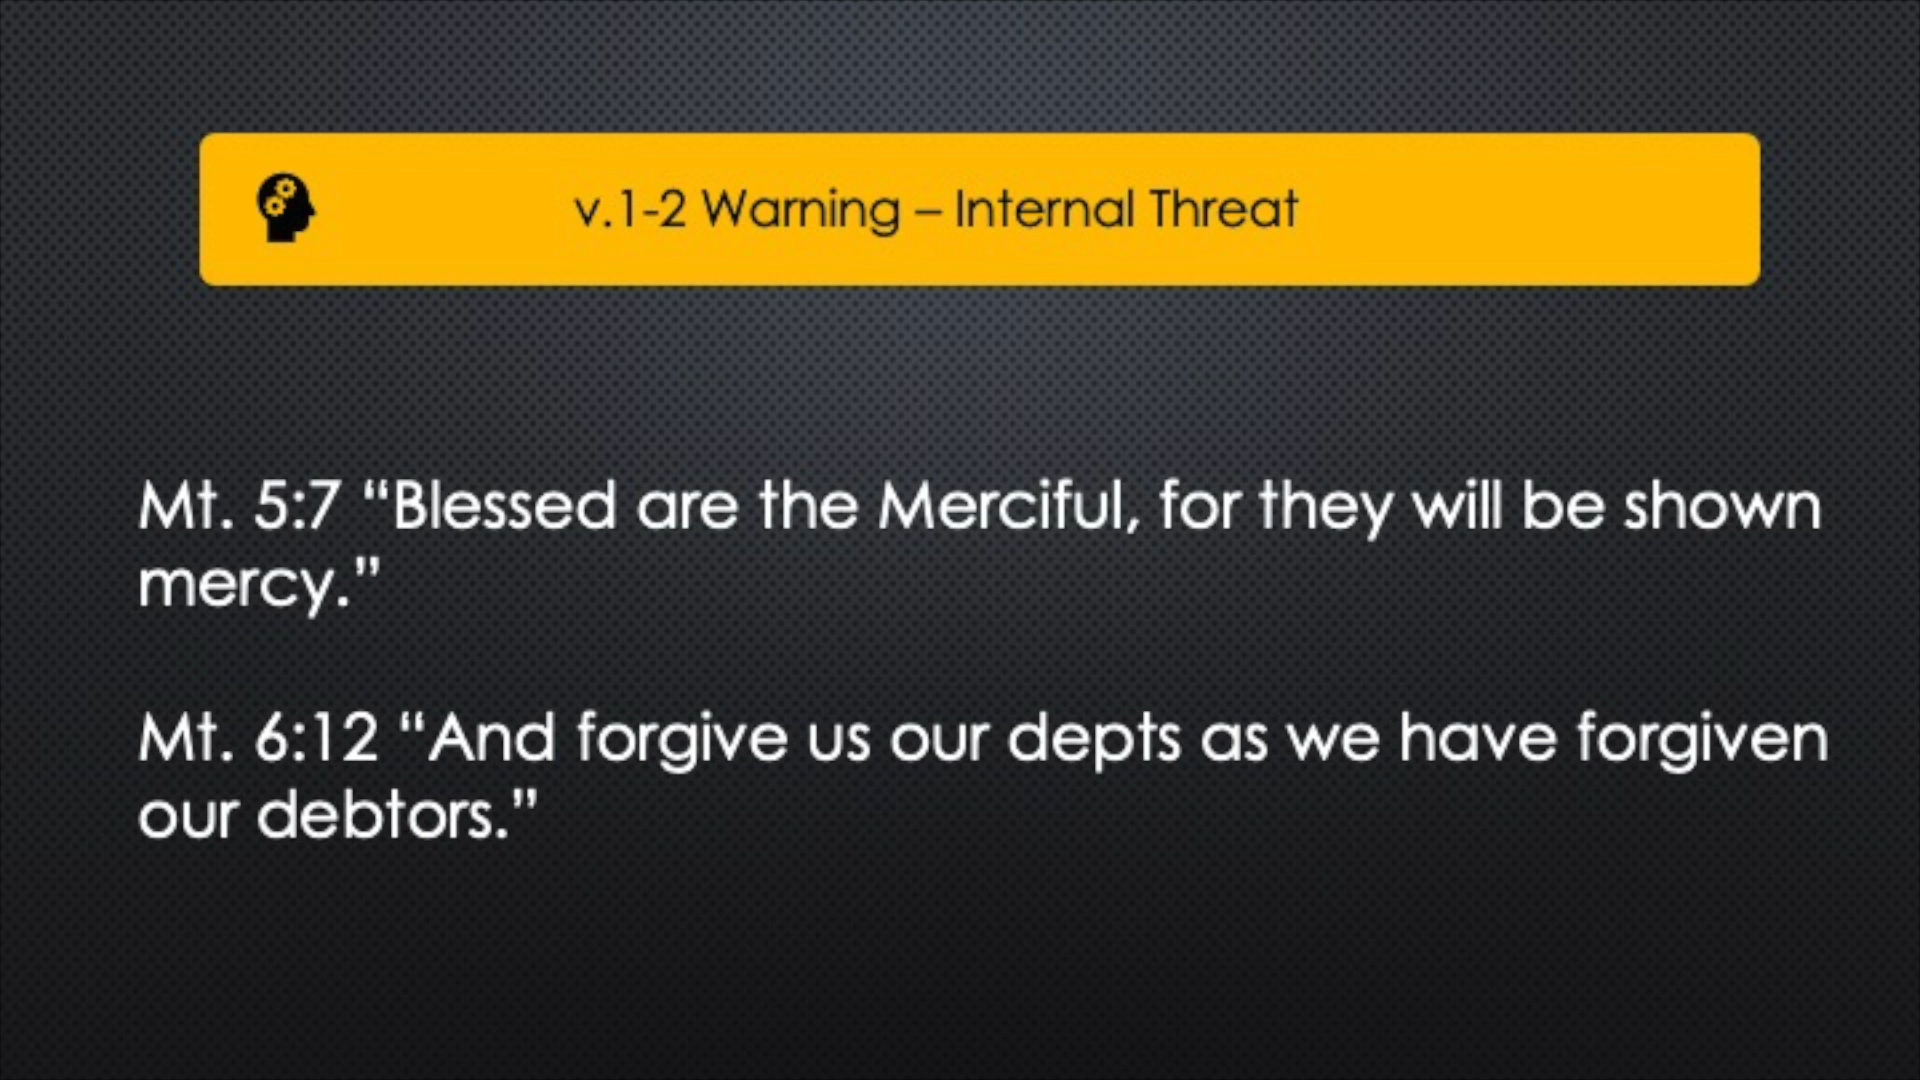 v.1-2 Warning – Internal Threat
Mt. 5:7 “Blessed are the Merciful, for they will be shown
mercy.”
Mt. 6:12 “And forgive us our depts as we have forgiven
our debtors.”